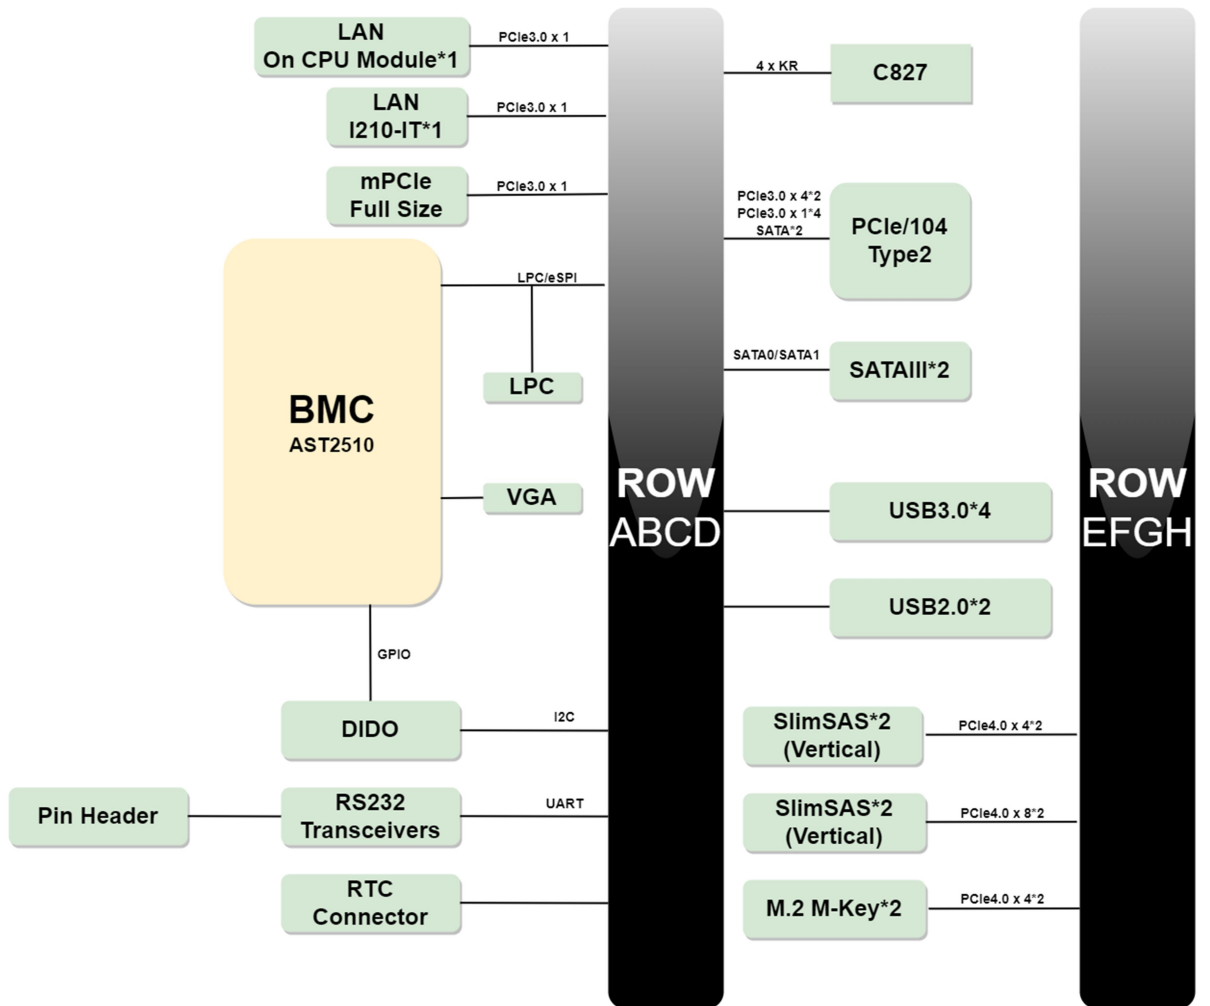 LAN
On CPU Module*1
PCIe3.0 x 1
LAN
I210-IT*1
PCIe3.0 x 1
mPCIe
Full Size
PCIe3.0 x 1
BMC
AST2510
LPC/eSPI
LPC
VGA
GPIO
DIDO
I2C
Pin Header
RS232
Transceivers
UART
RTC
Connector
ROW
ABCD
4 x KR
C827
PCIe3.0 x 4*2
PCIe3.0 x 1*4
SATA*2
PCIe/104
Type2
SATA0/SATA1
SATAIII*2
USB3.0*4
USB2.0*2
SlimSAS*2
(Vertical)
PCIe4.0 x 4*2
SlimSAS*2
(Vertical)
PCIe4.0 x 8*2
M.2 M-Key*2
PCIe4.0 x 4*2
ROW
EFGH